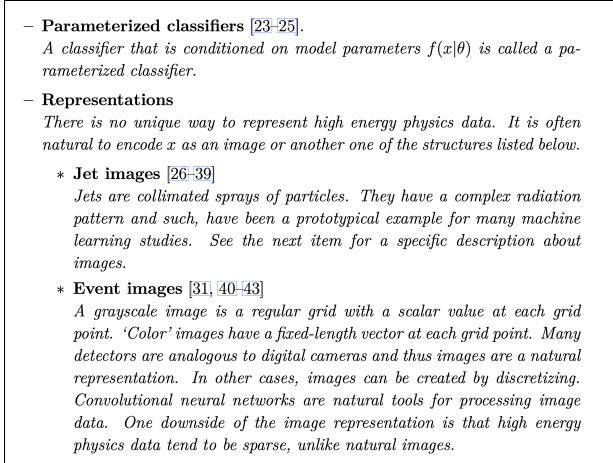 – Parameterized classifiers [23–25].
A classifier that is conditioned on model parameters f(x|θ) is called a pa-
rameterized classifier.
– Representations
There is no unique way to represent high energy physics data. It is often
natural to encode x as an image or another one of the structures listed below.
∗ Jet images [26–39]
Jets are collimated sprays of particles. They have a complex radiation
pattern and such, have been a prototypical example for many machine
learning studies. See the next item for a specific description about
images.
∗ Event images [31, 40–43]
A grayscale image is a regular grid with a scalar value at each grid
point. ‘Color’ images have a fixed-length vector at each grid point. Many
detectors are analogous to digital cameras and thus images are a natural
representation. In other cases, images can be created by discretizing.
Convolutional neural networks are natural tools for processing image
data. One downside of the image representation is that high energy
physics data tend to be sparse, unlike natural images.